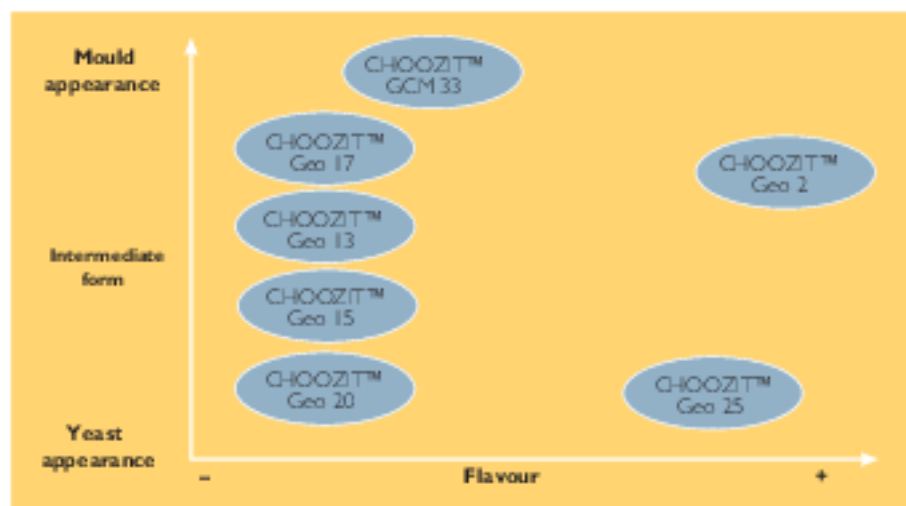 Mould
appearance
CHOOZIT™
GCM 33
CHOOZIT™
Geo 17
CHOOZIT™
Geo 2
CHOOZIT™
Geo 13
Intermediate
form
CHOOZIT™
Geo 15
CHOOZIT™
Geo 20
CHOOZIT™
Geo 25
Yeast
appearance
– Flavour +